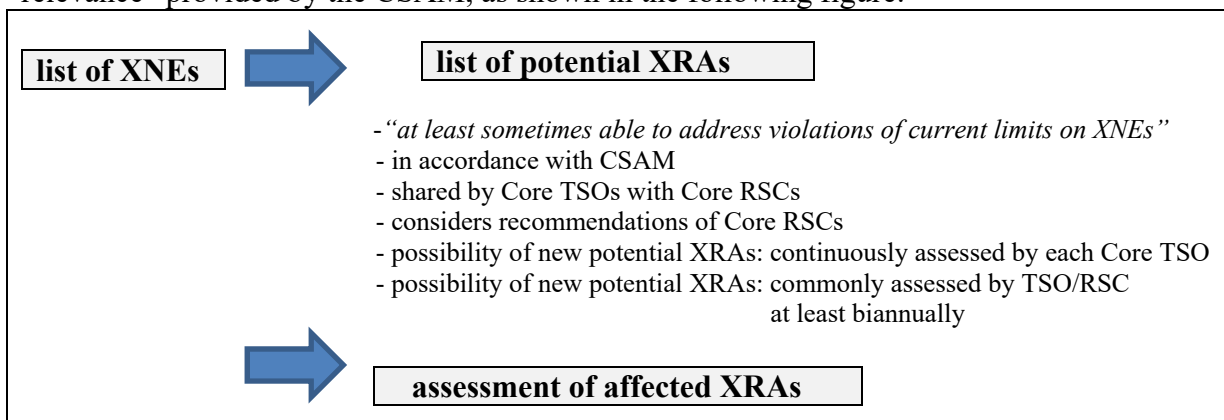 relevance” provided by the CSAM, as shown in the following figure.
list of XNEs
list of potential XRAs
-“at least sometimes able to address violations of current limits on XNEs”
- in accordance with CSAM
- shared by Core TSOs with Core RSCs
- considers recommendations of Core RSCs
- possibility of new potential XRAs: continuously assessed by each Core TSO
- possibility of new potential XRAs: commonly assessed by TSO/RSC
at least biannually
assessment of affected XRAs